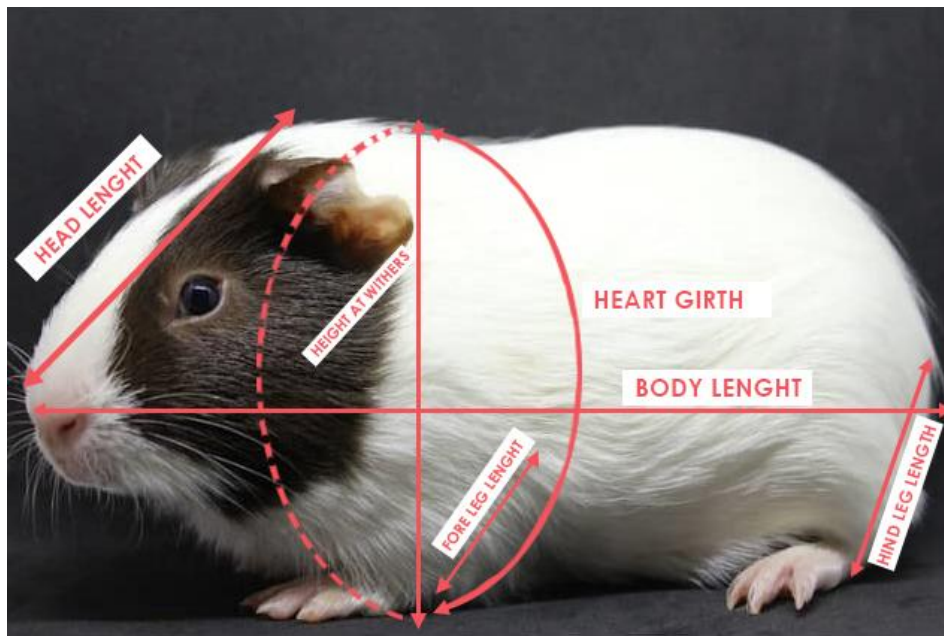 HEAD LENGHT
HEIGHT AT WITHERS
HEART GIRTH
BODY LENGHT
FORE LEG LENGHT
HIND LEG LENGTH